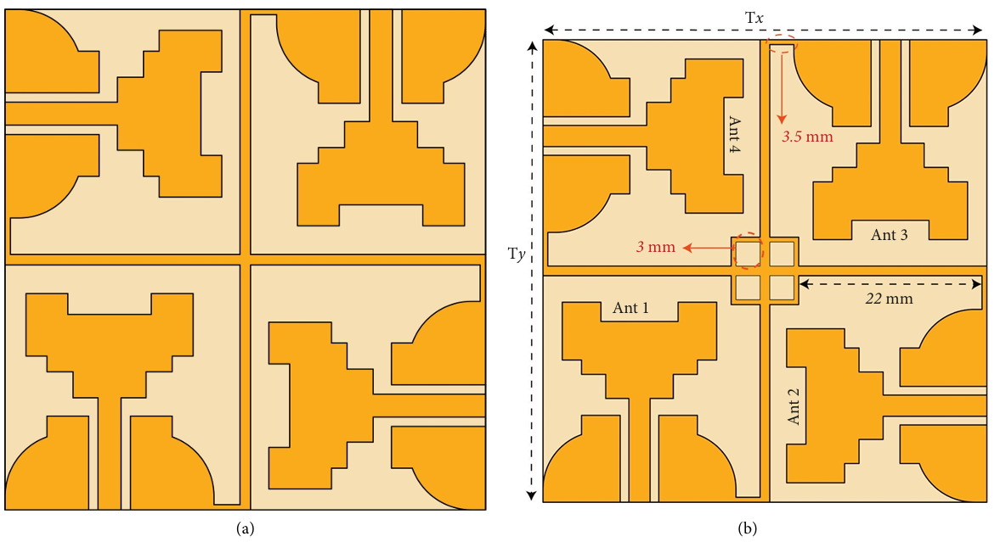 Tx
3.5 mm
Ant 4
Ant 3
3 mm
Ty
22 mm
Ant 1
Ant 2
(a)
(b)